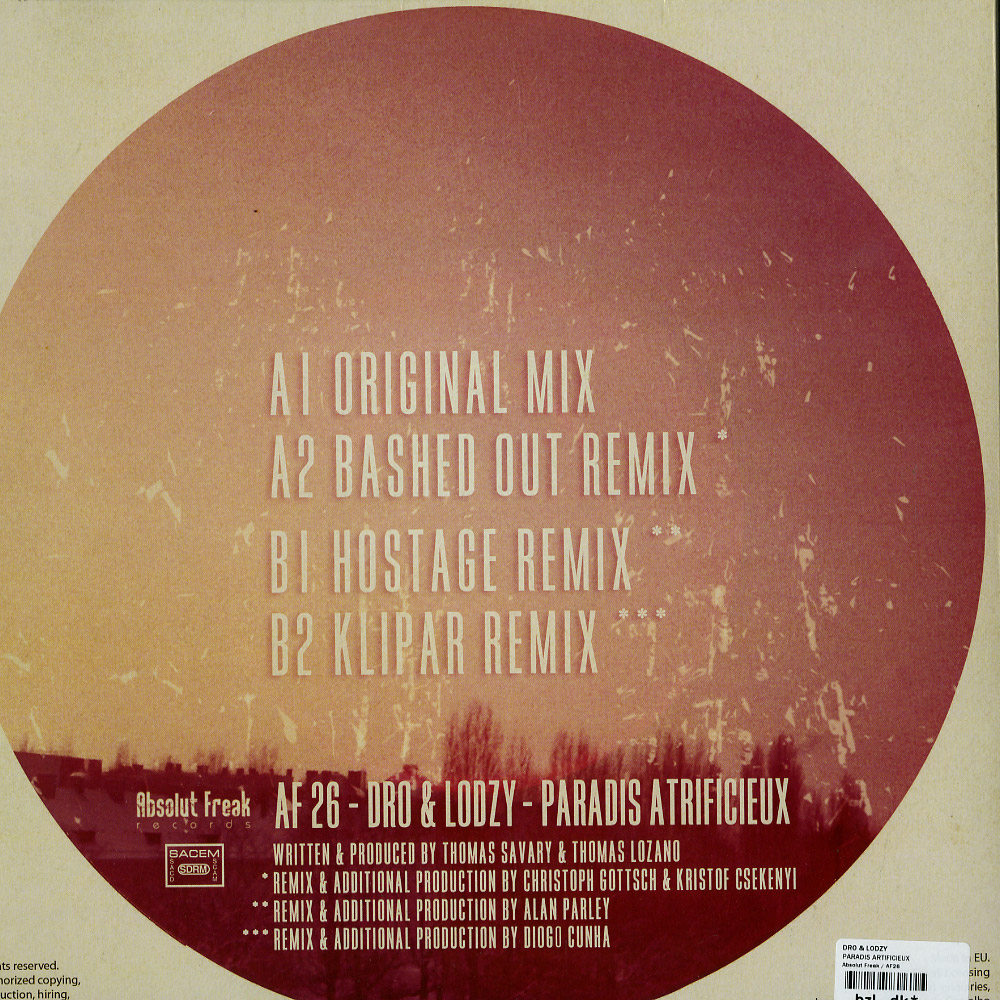 A1 ORIGINAL MIX
A2 BASHED OUT REMIX *
B1 HOSTAGE REMIX **
B2 KLIPAR REMIX ***
Absolut Freak
records
AF 26 - DRO & LODZY - PARADIS ATRIFICIEUX
SACEM
SACD
SDRM
SCAM
WRITTEN & PRODUCED BY THOMAS SAVARY & THOMAS LOZANO
* REMIX & ADDITIONAL PRODUCTION BY CHRISTOPH GOTTSCH & KRISTOF CSEKENYI
** REMIX & ADDITIONAL PRODUCTION BY ALAN PARLEY
*** REMIX & ADDITIONAL PRODUCTION BY DIOGO CUNHA
reserved.
copying,
hiring,
DRO & LODZY
PARADIS ARTIFICIEUX
Absolut Freak / AF26
EU.